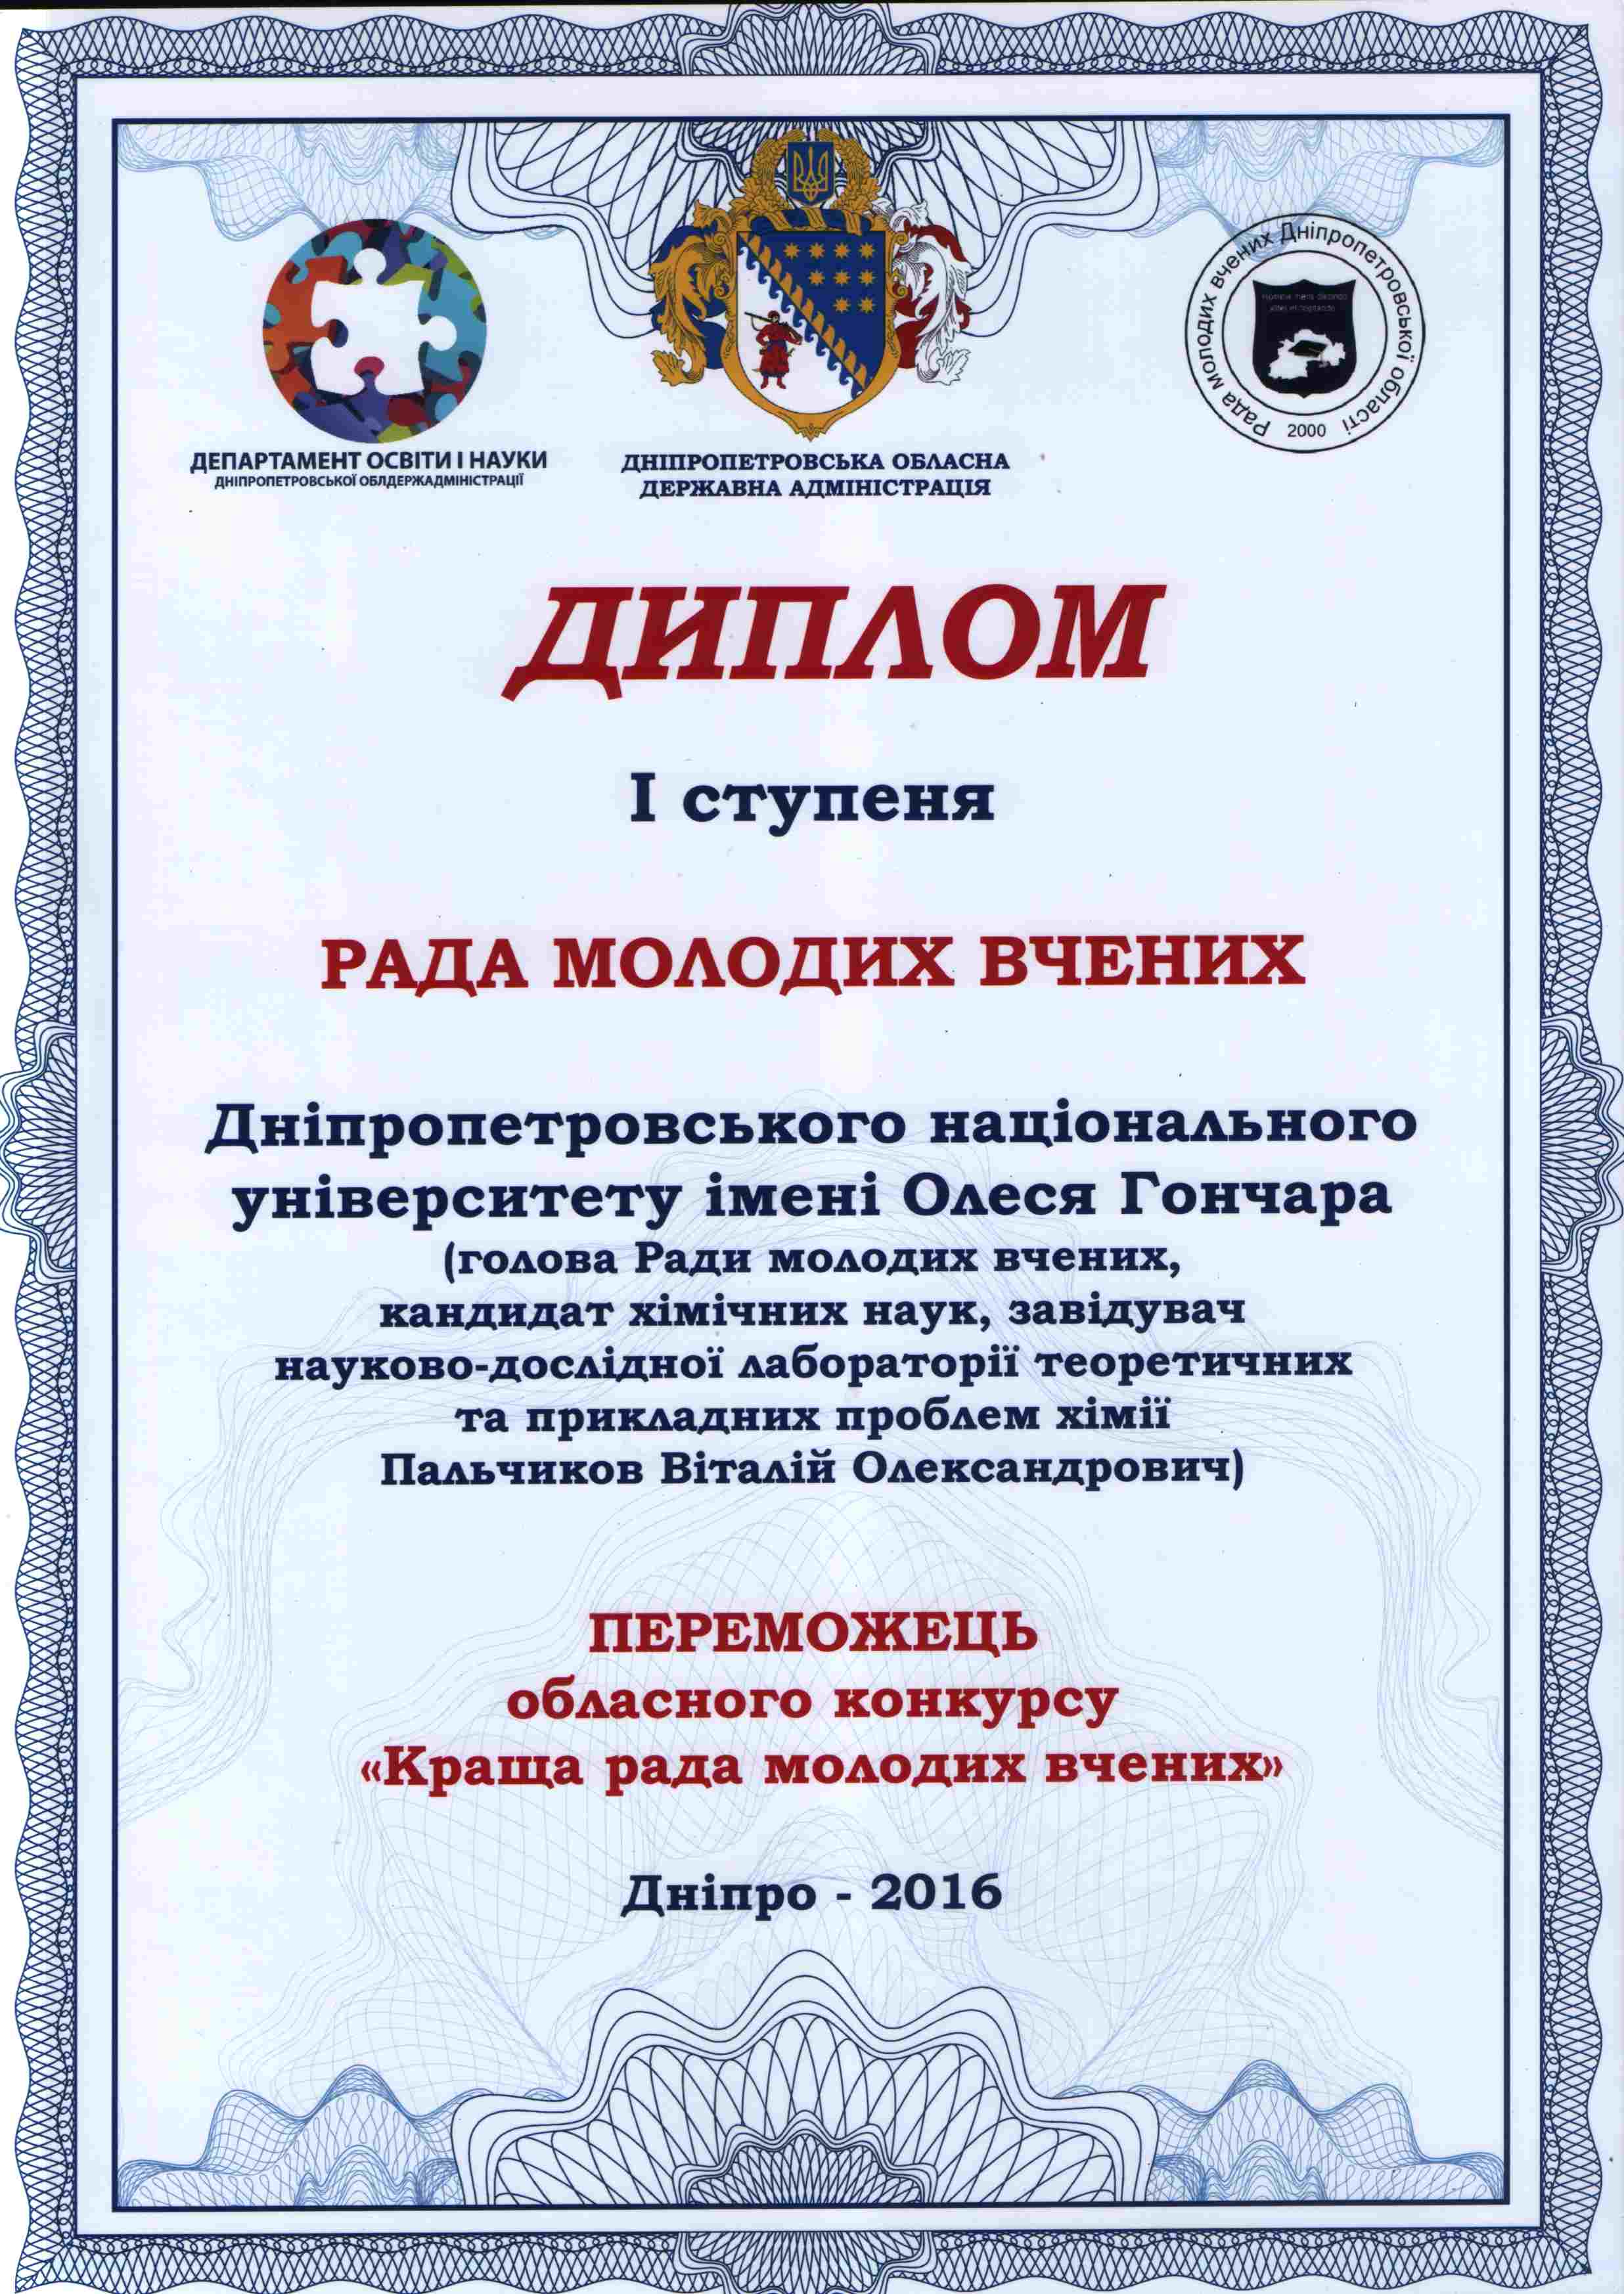 ДЕПАРТАМЕНТ ОСВІТИ І НАУКИ
ДНІПРОПЕТРОВСЬКОЇ ОБЛДЕРЖАДМІНІСТРАЦІЇ
ДНІПРОПЕТРОВСЬКА ОБЛАСНА
ДЕРЖАВНА АДМІНІСТРАЦІЯ
Рада молодих вчених Дніпропетровської області
2000
ДИПЛОМ
І ступеня
РАДА МОЛОДИХ ВЧЕНИХ
Дніпропетровського національного
університету імені Олеся Гончара
(голова Ради молодих вчених,
кандидат хімічних наук, завідувач
науково-дослідної лабораторії теоретичних
та прикладних проблем хімії
Пальчиков Віталій Олександрович)
ПЕРЕМОЖЕЦЬ
обласного конкурсу
«Краща рада молодих вчених»
Дніпро - 2016